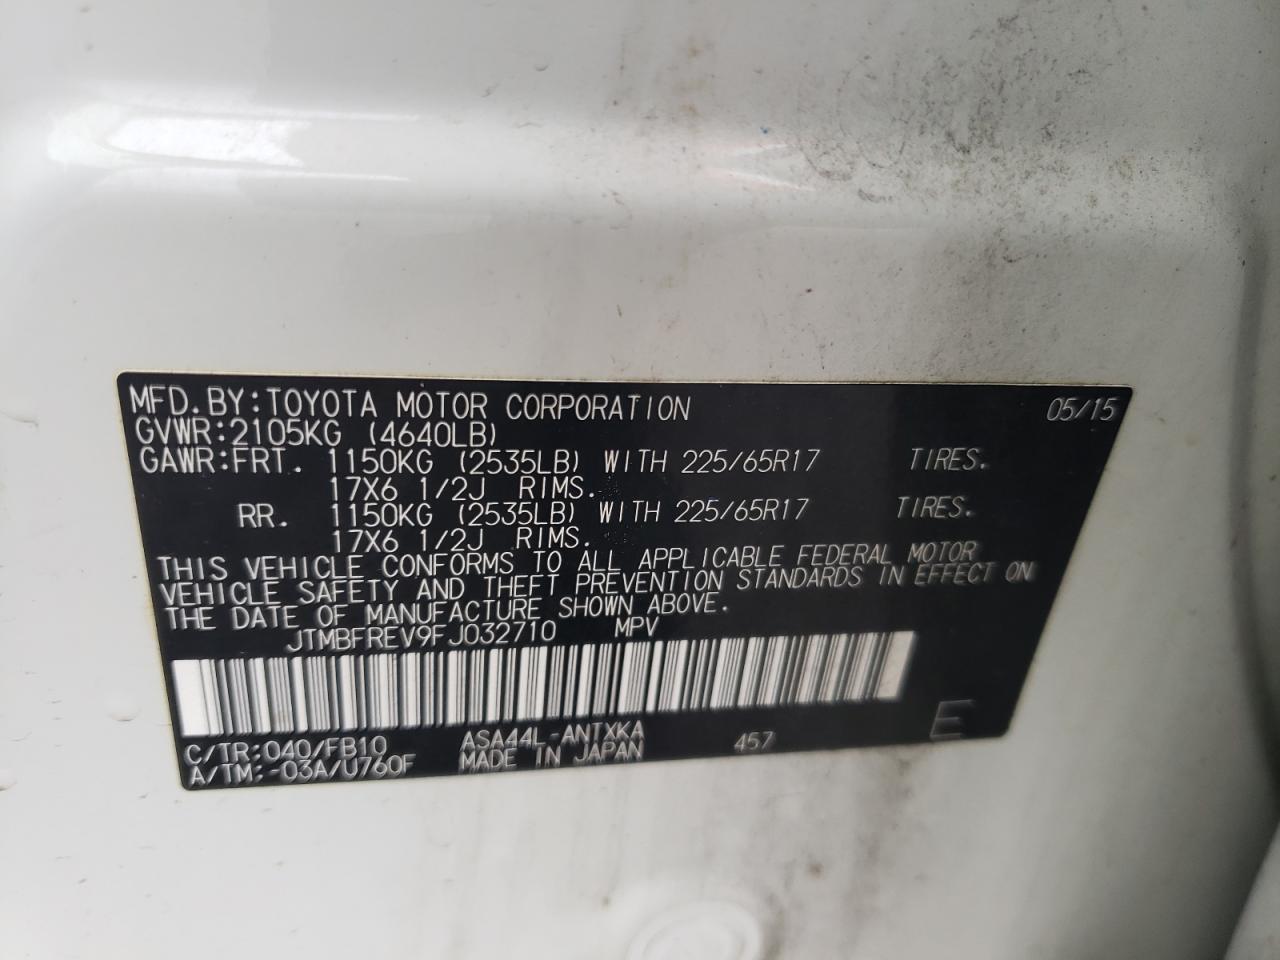 MFD. BY: TOYOTA MOTOR CORPORATION 05/15
GVWR: 2105KG (4640LB)
GAWR: FRT. 1150KG (2535LB) WITH 225/65R17 TIRES.
17X6 1/2J RIMS.
RR. 1150KG (2535LB) WITH 225/65R17 TIRES.
17X6 1/2J RIMS.
THIS VEHICLE CONFORMS TO ALL APPLICABLE FEDERAL MOTOR
VEHICLE SAFETY AND THEFT PREVENTION STANDARDS IN EFFECT ON
THE DATE OF MANUFACTURE SHOWN ABOVE.
JTMBFREV9FJ032710 MPV
C/TR: 040/FB10 ASA44L-ANTXKA 457 E
A/TM: -03A/U760F MADE IN JAPAN